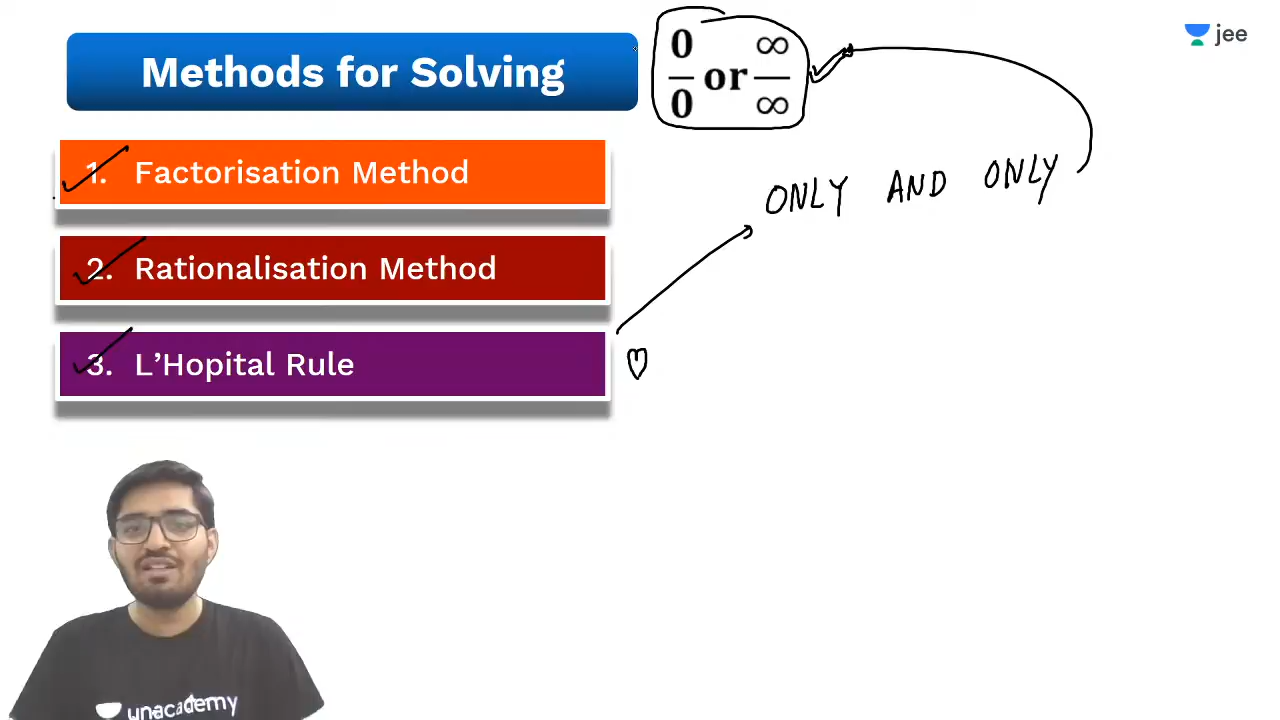 Methods for Solving
0/0 or ∞/∞
jee
1. Factorisation Method
ONLY AND ONLY
2. Rationalisation Method
3. L’Hopital Rule
unacademy